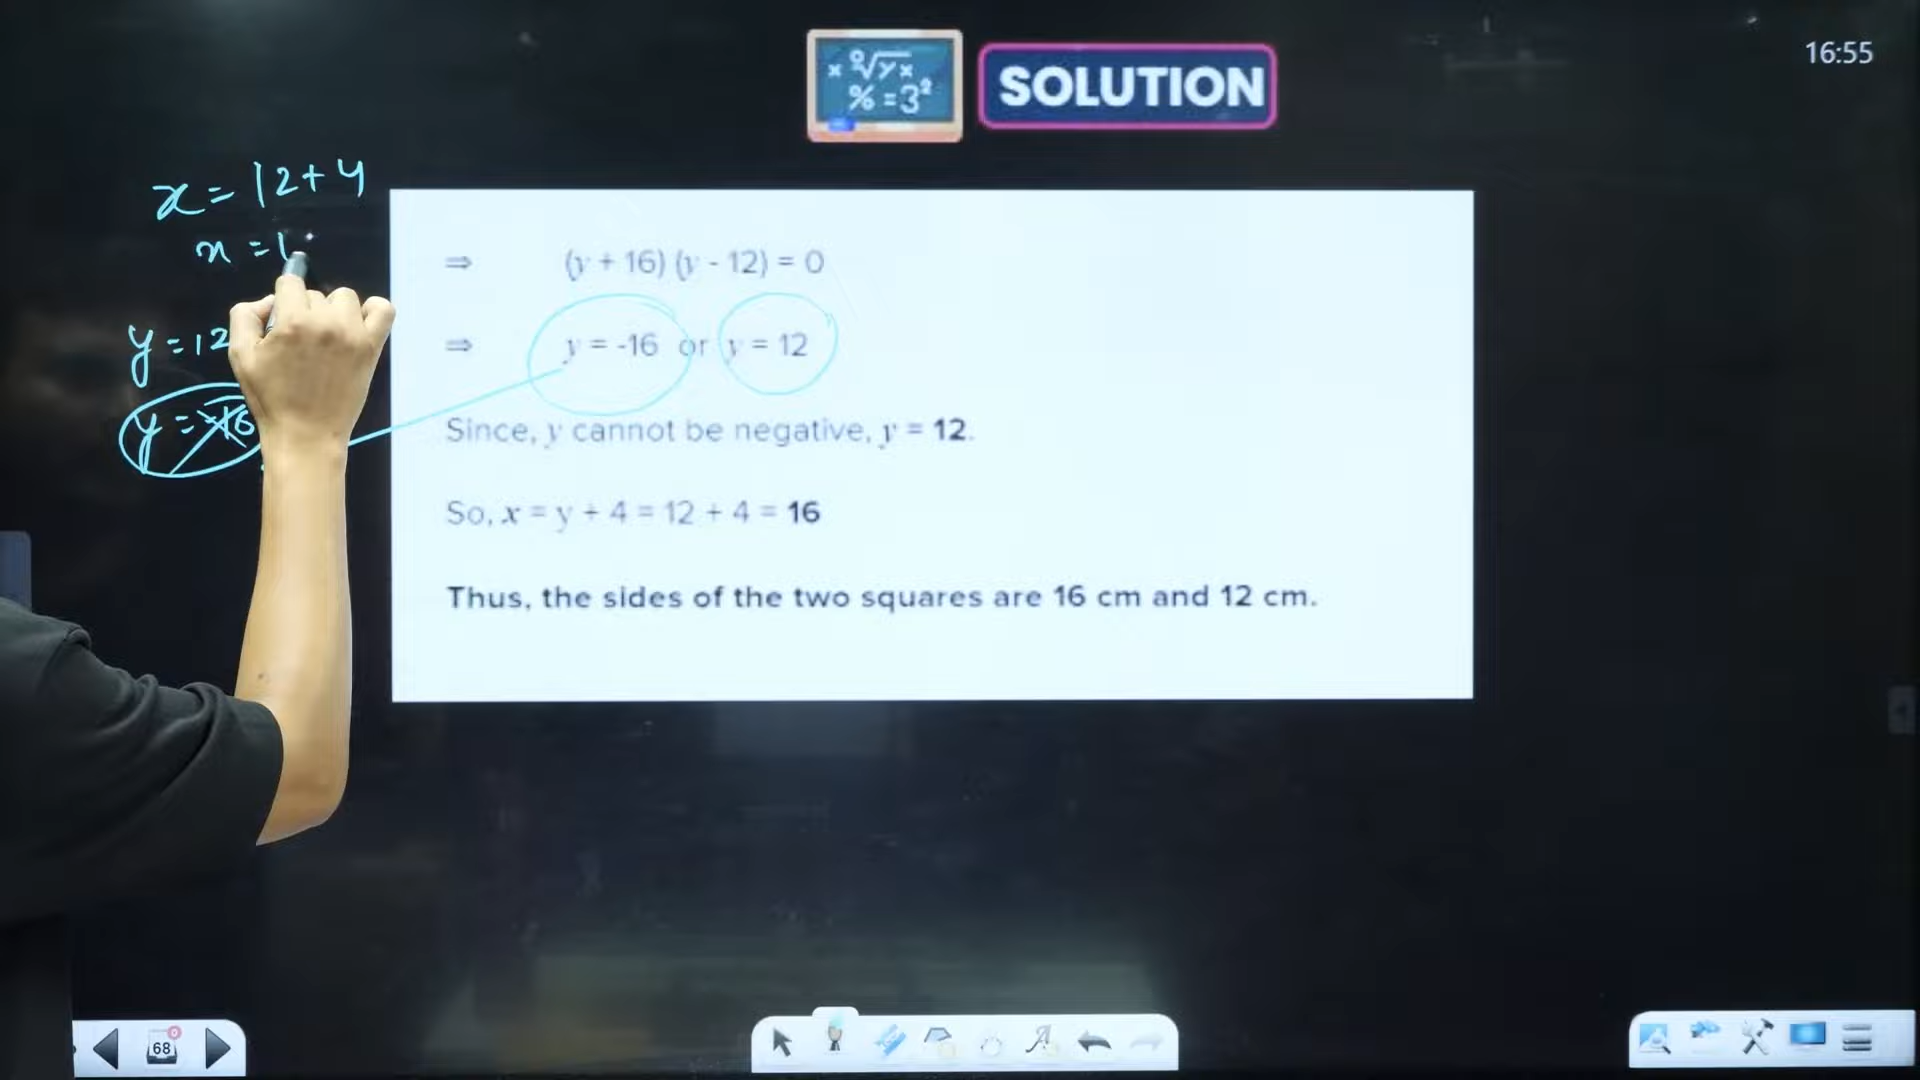 x ⁰√y x
% = 3²
SOLUTION
16:55
x = 12 + 4
x = 1
y = 12
y = -16
⇒ (y + 16) (y - 12) = 0
⇒ y = -16 or y = 12
Since, y cannot be negative, y = 12.
So, x = y + 4 = 12 + 4 = 16
Thus, the sides of the two squares are 16 cm and 12 cm.
68